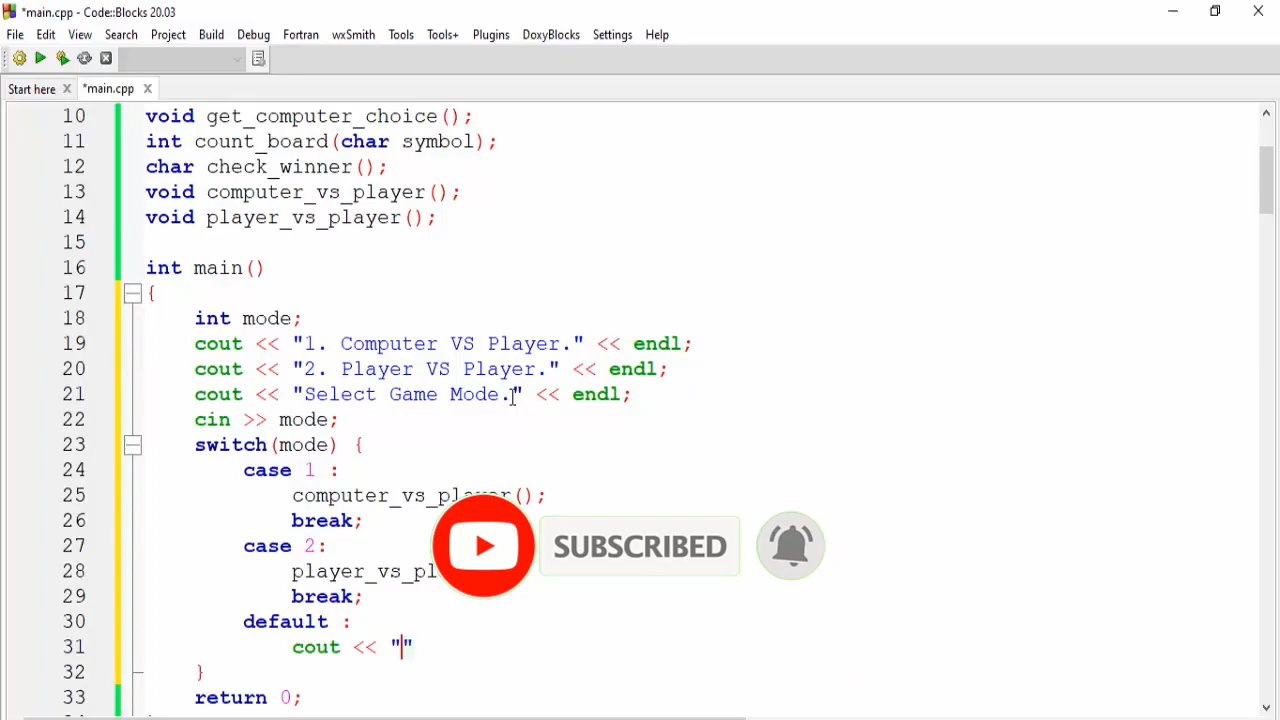 *main.cpp - Code::Blocks 20.03
File Edit View Search Project Build Debug Fortran wxSmith Tools Tools+ Plugins DoxyBlocks Settings Help
Start here *main.cpp
10 void get_computer_choice();
11 int count_board(char symbol);
12 char check_winner();
13 void computer_vs_player();
14 void player_vs_player();
15
16 int main()
17 {
18 int mode;
19 cout << "1. Computer VS Player." << endl;
20 cout << "2. Player VS Player." << endl;
21 cout << "Select Game Mode." << endl;
22 cin >> mode;
23 switch(mode) {
24 case 1 :
25 computer_vs_player();
26 break;
27 case 2:
28 player_vs_pl
SUBSCRIBED
29 break;
30 default :
31 cout << ""
32 }
33 return 0;